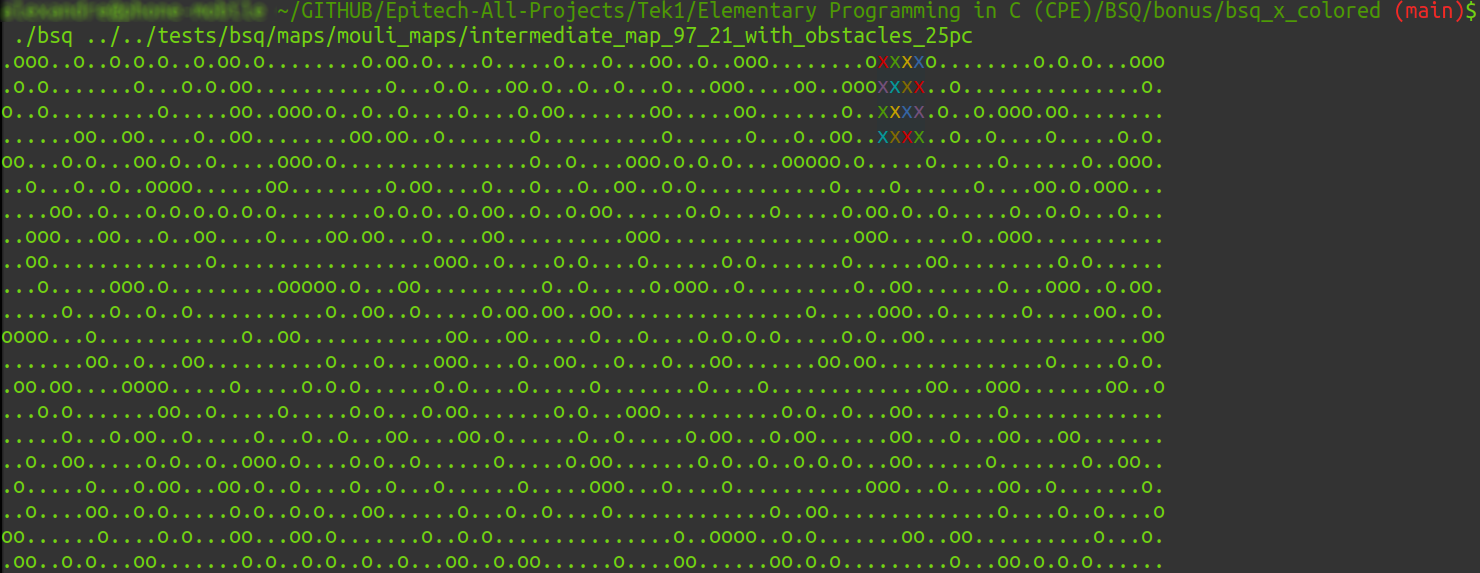 ~/GITHUB/Epitech-All-Projects/Tek1/Elementary Programming in C (CPE)/BSQ/bonus/bsq_x_colored (main)$
./bsq ../../tests/bsq/maps/mouli_maps/intermediate_map_97_21_with_obstacles_25pc
.ooo..o..o.o.o..o.oo.o...oo.o....o.o..oo.o..o.o...o..oo..o..ooo.........oxxxxo........o.o.o...ooo
.o.o.......o..o.o.oo..........o.o...o.o...oo.o..o.o...o....ooo....oo..oooxxxx..o...............o.
o..o.........o..oo..ooo.o...o.o...o.o......oo.......oo.....o.......o.o..oxxxx.o..o.ooo.oo........
......oo..oo....o..oo........oo.oo..o.......o..........o......o...o..oo..xxxx..o..o....o.....o.o.
oo...o.o...oo.o..o.....ooo.o................o..o....ooo.o.o.o....ooooo.o.....o.....o......o..ooo.
..o...o..o..oooo......oo........o.oo....o...o..o...oo..o.o...........o....o......o....oo.o.ooo...
....oo..o...o.o.o.o.o.o........o.o.o..o.oo..o..o.oo......o.o....o.....o.oo.o..o.....o..o.o...o...
..ooo...oo...o..oo....o....oo.oo...o....oo..........ooo................ooo......o..ooo...........
..oo.............o..................ooo..o....o.o....o......o.o.......o......oo.........o.o......
...o.....ooo.o.........ooooo.o...oo.......o...o.o.....o.ooo..o.........o..oo.......o...ooo..o.oo.
.....o...o..o..o.............o..oo..o......o.oo..oo................o.....ooo...o.....o.....oo..o.
oooo...o............o..oo............oo...oo.....o...o....o.o.o.o.....o.o..oo..................oo
.......oo..o...oo..........o...o....ooo....o..oo...o...o...oo.......oo.oo..............o.....o.o.
.oo.oo....oooo.....o.....o.o.o......o.o..........o........o....o.............oo...ooo.......oo..o
...o.o.......oo..o.....o.....o...o.oo.......o.o..o..ooo..........o.o..o...oo.......o.............
.....o...o.oo..o.....o...o..o...oo....oo.o.....o.........o.oo...o.oo......oo...o...oo...oo.......
..o..oo.....o.o..o..ooo.o....o.o..o......o.....o.oo.......o.o..o..o.o.o...oo......o.......o..oo..
.o.....o...o.oo...oo.o...o.....o..o..o...........ooo...o................ooo......o...oo..o.....o.
..o....oo..o.o.....o..o.o.o...oo........o..o..o..................o..oo..............o...o.o.....o
oo......o....o.o...oo....o...o.o..o.o...................o..oooo............oo..oo..........o...o.
.oo..o.o...oo.......o.o..o.o..o..o...oo..o.oo......o....oo.......oo............o...oo.o.o.o......